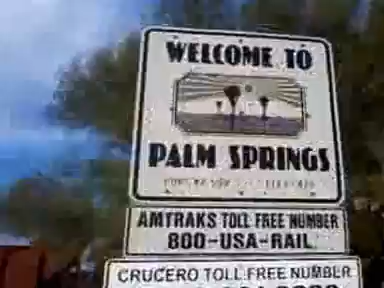 WELCOME TO
PALM SPRINGS
AMTRAKS TOLL FREE NUMBER
800-USA-RAIL
CRUCERO TOLL FREE NUMBER